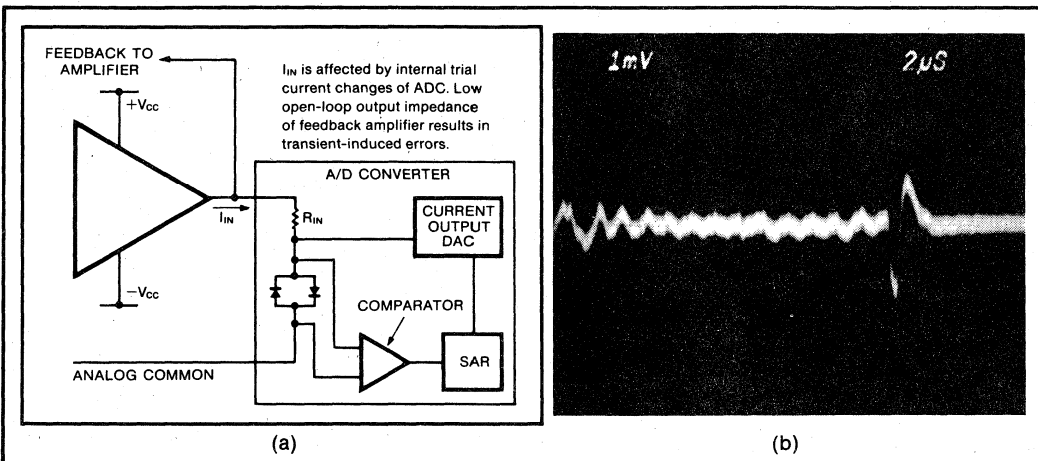 FEEDBACK TO
AMPLIFIER
+VCC
IIN is affected by internal trial
current changes of ADC. Low
open-loop output impedance
of feedback amplifier results in
transient-induced errors.
A/D CONVERTER
IIN
RIN
CURRENT
OUTPUT
DAC
−VCC
COMPARATOR
SAR
ANALOG COMMON
(a)
1mV
2µS
(b)